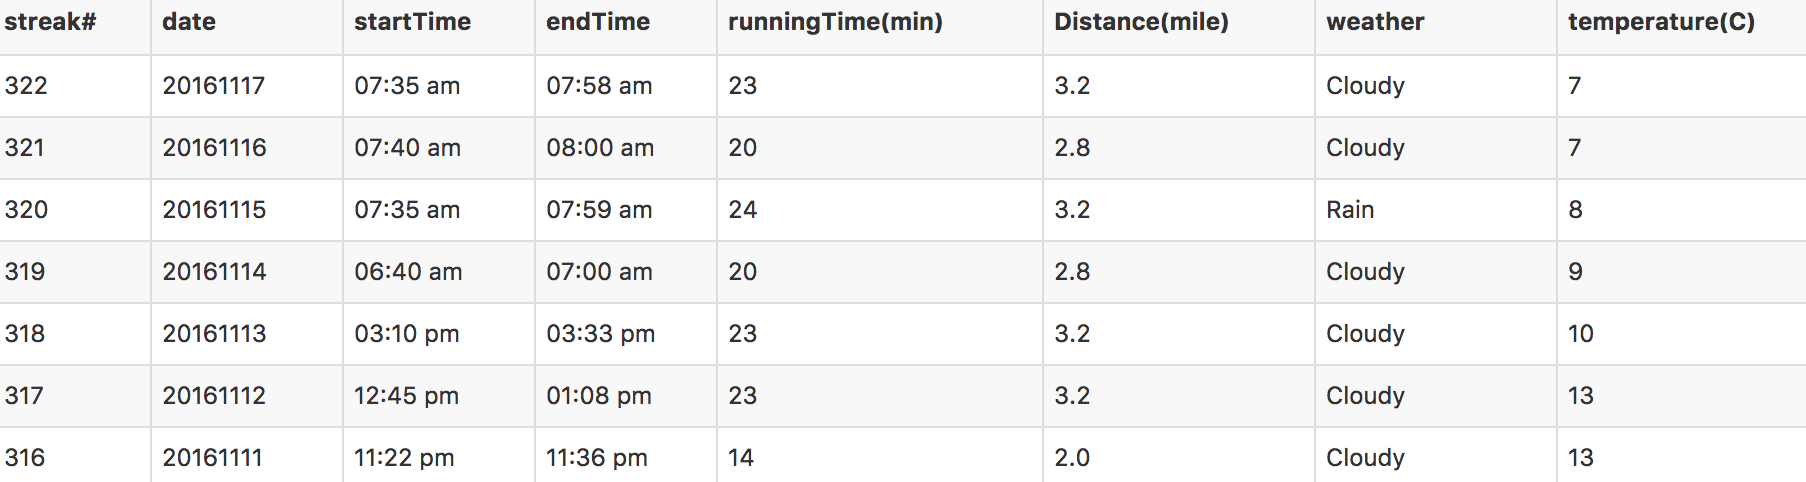 streak# date startTime endTime runningTime(min) Distance(mile) weather temperature(C)
322 20161117 07:35 am 07:58 am 23 3.2 Cloudy 7
321 20161116 07:40 am 08:00 am 20 2.8 Cloudy 7
320 20161115 07:35 am 07:59 am 24 3.2 Rain 8
319 20161114 06:40 am 07:00 am 20 2.8 Cloudy 9
318 20161113 03:10 pm 03:33 pm 23 3.2 Cloudy 10
317 20161112 12:45 pm 01:08 pm 23 3.2 Cloudy 13
316 20161111 11:22 pm 11:36 pm 14 2.0 Cloudy 13